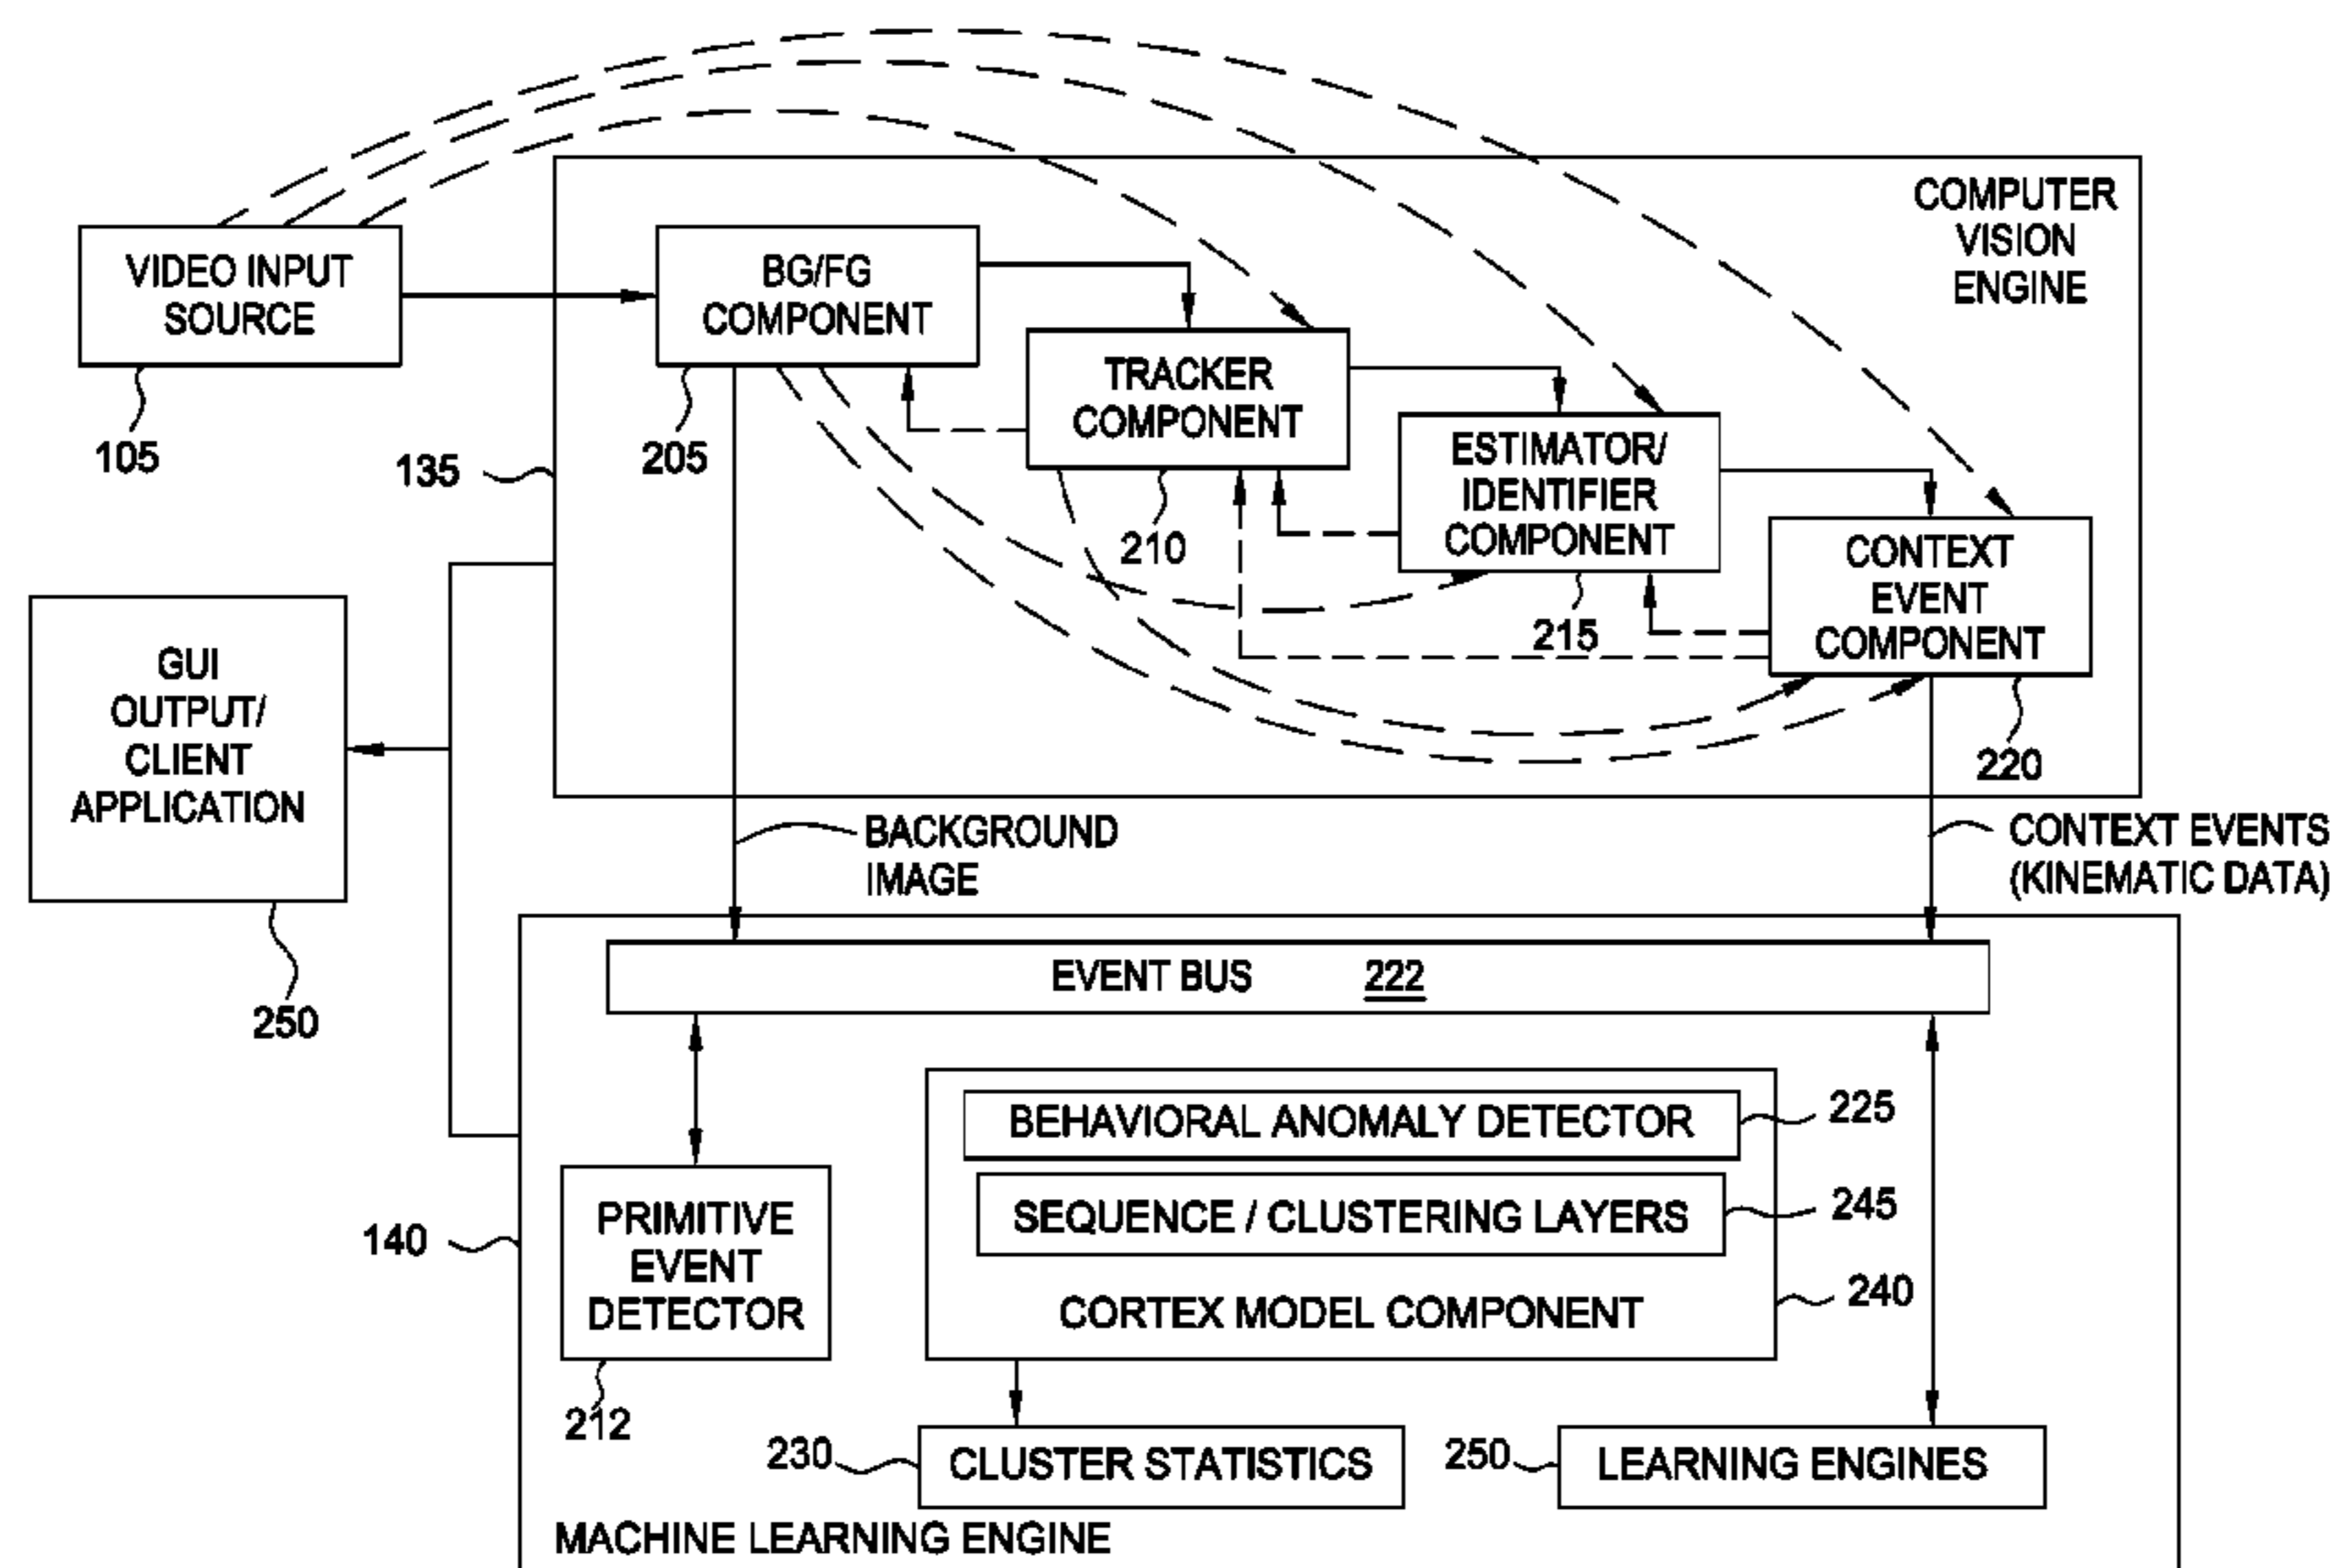 COMPUTER
VISION
ENGINE
VIDEO INPUT
SOURCE
105
135
BG/FG
COMPONENT
205
TRACKER
COMPONENT
210
ESTIMATOR/
IDENTIFIER
COMPONENT
215
CONTEXT
EVENT
COMPONENT
220
GUI
OUTPUT/
CLIENT
APPLICATION
250
BACKGROUND
IMAGE
CONTEXT EVENTS
(KINEMATIC DATA)
EVENT BUS 222
BEHAVIORAL ANOMALY DETECTOR
225
SEQUENCE / CLUSTERING LAYERS
245
CORTEX MODEL COMPONENT
240
140
PRIMITIVE
EVENT
DETECTOR
212
230
CLUSTER STATISTICS
250
LEARNING ENGINES
MACHINE LEARNING ENGINE